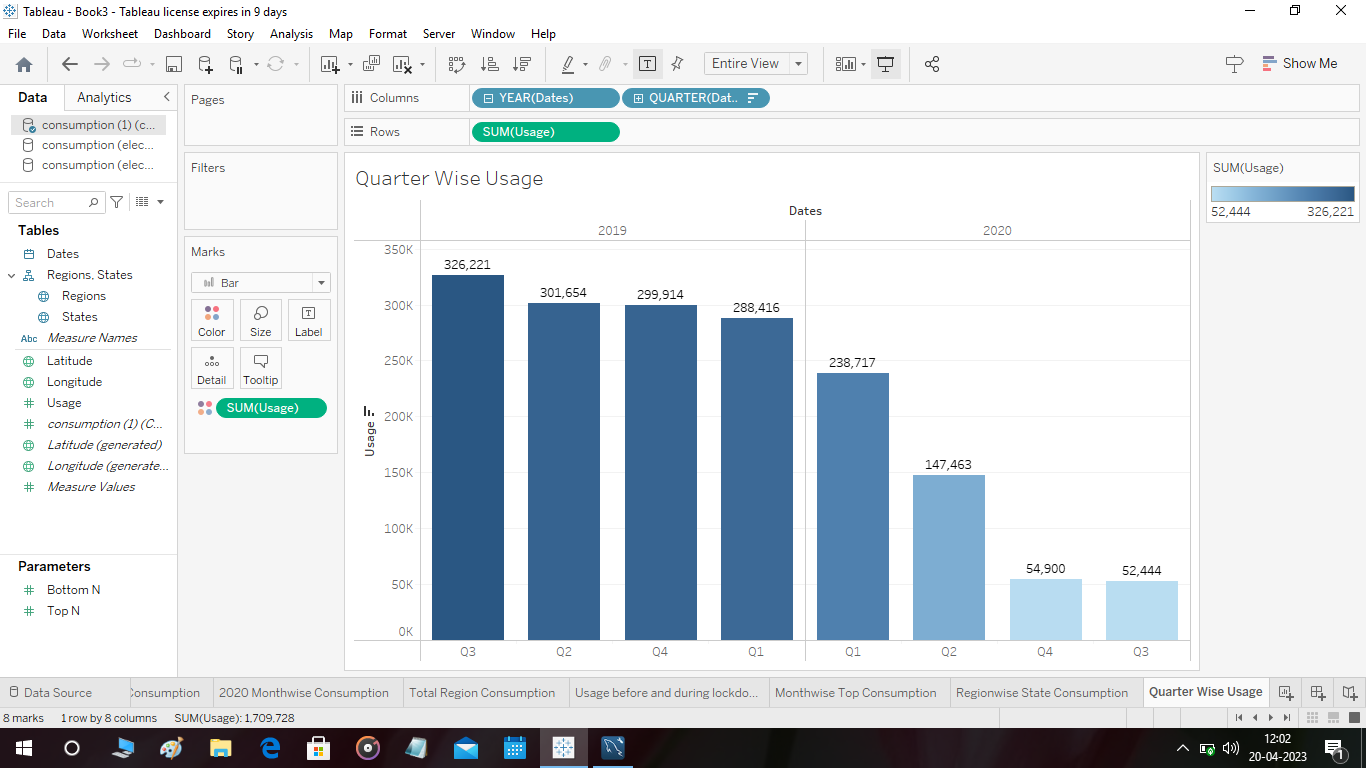 Tableau - Book3 - Tableau license expires in 9 days
File Data Worksheet Dashboard Story Analysis Map Format Server Window Help
Entire View
Show Me
Data Analytics
consumption (1) (c...
consumption (elec...
consumption (elec...
Search
Tables
Dates
Regions, States
Regions
States
Abc Measure Names
Latitude
Longitude
Usage
consumption (1) (C...
Latitude (generated)
Longitude (generate...
Measure Values
Parameters
Bottom N
Top N
Pages
Filters
Marks
Bar
Color Size Label
Detail Tooltip
SUM(Usage)
Columns YEAR(Dates) QUARTER(Dat..
Rows SUM(Usage)
Quarter Wise Usage
Dates
2019 2020
350K
300K
250K
200K
150K
100K
50K
0K
Usage
326,221
301,654
299,914
288,416
238,717
147,463
54,900
52,444
Q3 Q2 Q4 Q1 Q1 Q2 Q4 Q3
SUM(Usage)
52,444 326,221
Data Source Consumption 2020 Monthwise Consumption Total Region Consumption Usage before and during lockdo... Monthwise Top Consumption Regionwise State Consumption Quarter Wise Usage
8 marks 1 row by 8 columns SUM(Usage): 1,709,728
12:02
20-04-2023
1